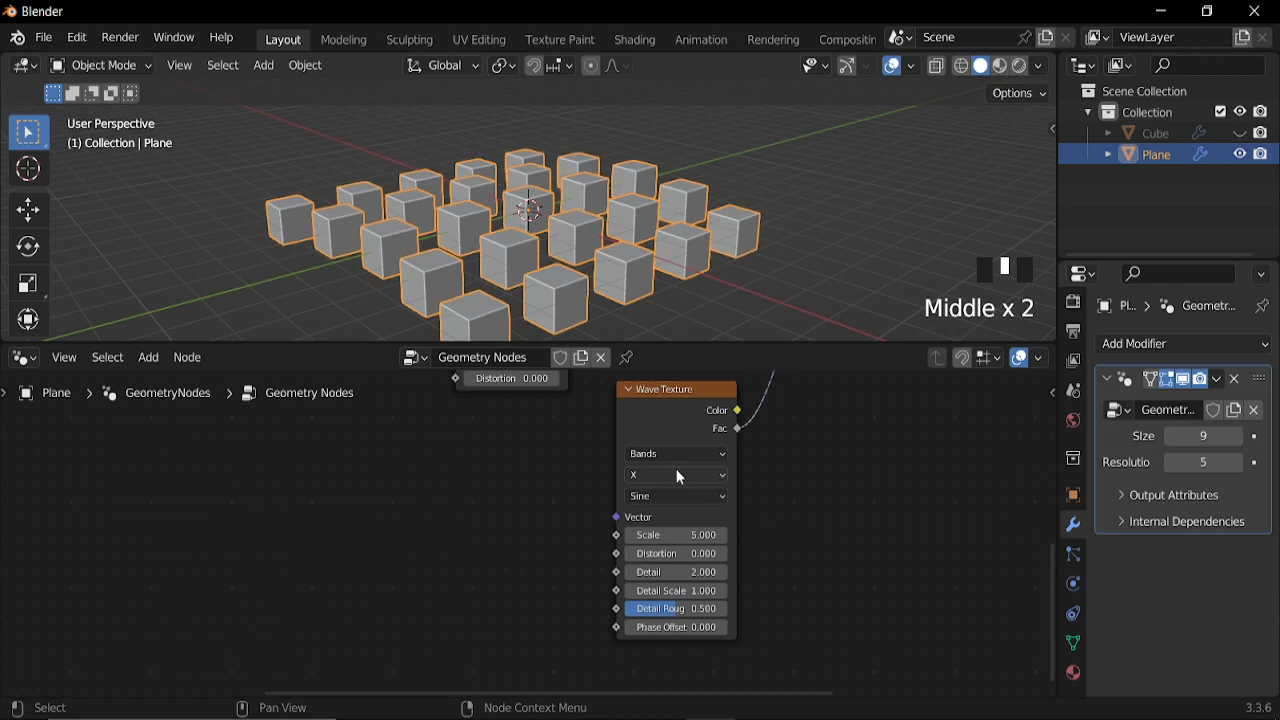 Blender
File Edit Render Window Help Layout Modeling Sculpting UV Editing Texture Paint Shading Animation Rendering Compositin Scene ViewLayer
Object Mode View Select Add Object Global
Options
User Perspective
(1) Collection | Plane
Middle x 2
Scene Collection
Collection
Cube
Plane
Pl... Geometr...
Add Modifier
Geometr...
SIze 9
Resolutio 5
Output Attributes
Internal Dependencies
View Select Add Node Geometry Nodes
Plane GeometryNodes Geometry Nodes
Distortion 0.000
Wave Texture
Color
Fac
Bands
X
Sine
Vector
Scale 5.000
Distortion 0.000
Detail 2.000
Detail Scale 1.000
Detail Roug 0.500
Phase Offset 0.000
Select Pan View Node Context Menu 3.3.6